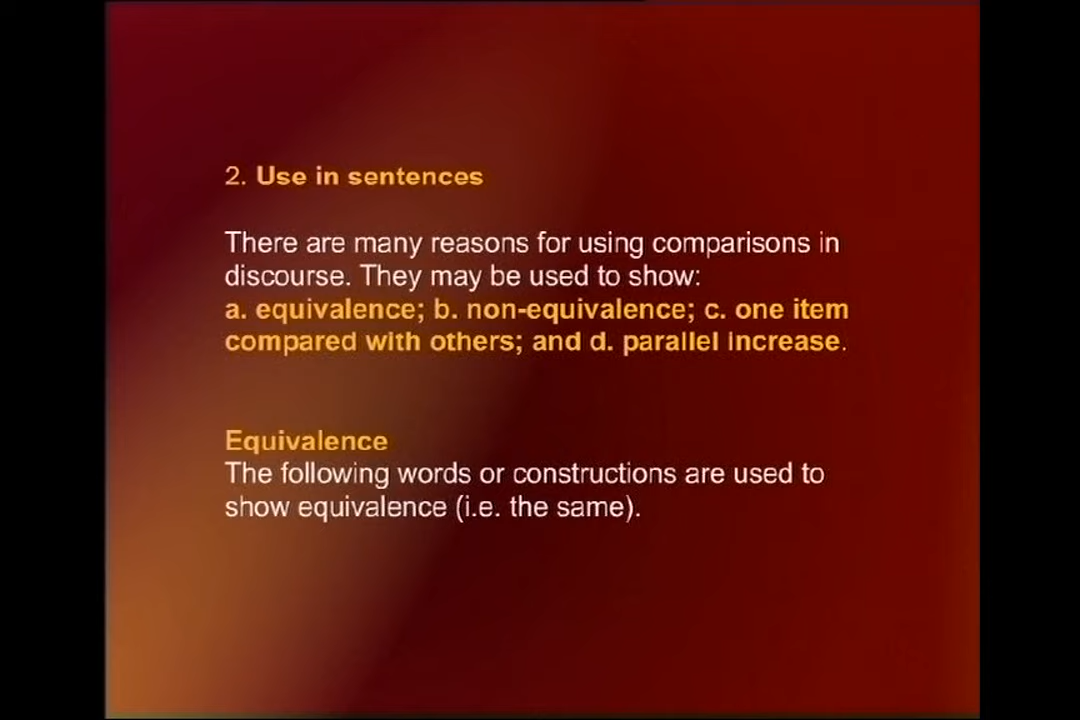 2. Use in sentences
There are many reasons for using comparisons in
discourse. They may be used to show:
a. equivalence; b. non-equivalence; c. one item
compared with others; and d. parallel increase.
Equivalence
The following words or constructions are used to
show equivalence (i.e. the same).